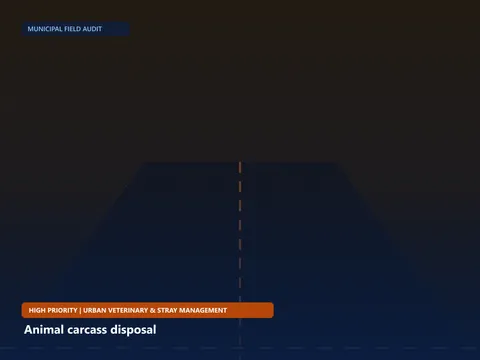 MUNICIPAL FIELD AUDIT
HIGH PRIORITY | URBAN VETERINARY & STRAY MANAGEMENT
Animal carcass disposal